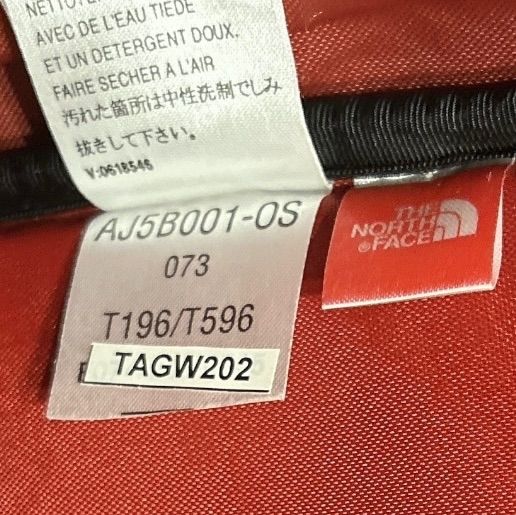 AVEC DE L'EAU TIEDE
ET UN DETERGENT DOUX.
FAIRE SECHER A L'AIR
汚れた箇所は中性洗剤でしみ
抜きして下さい。
V:0618546
AJ5B001-OS
073
T196/T596
TAGW202
THE
NORTH
FACE